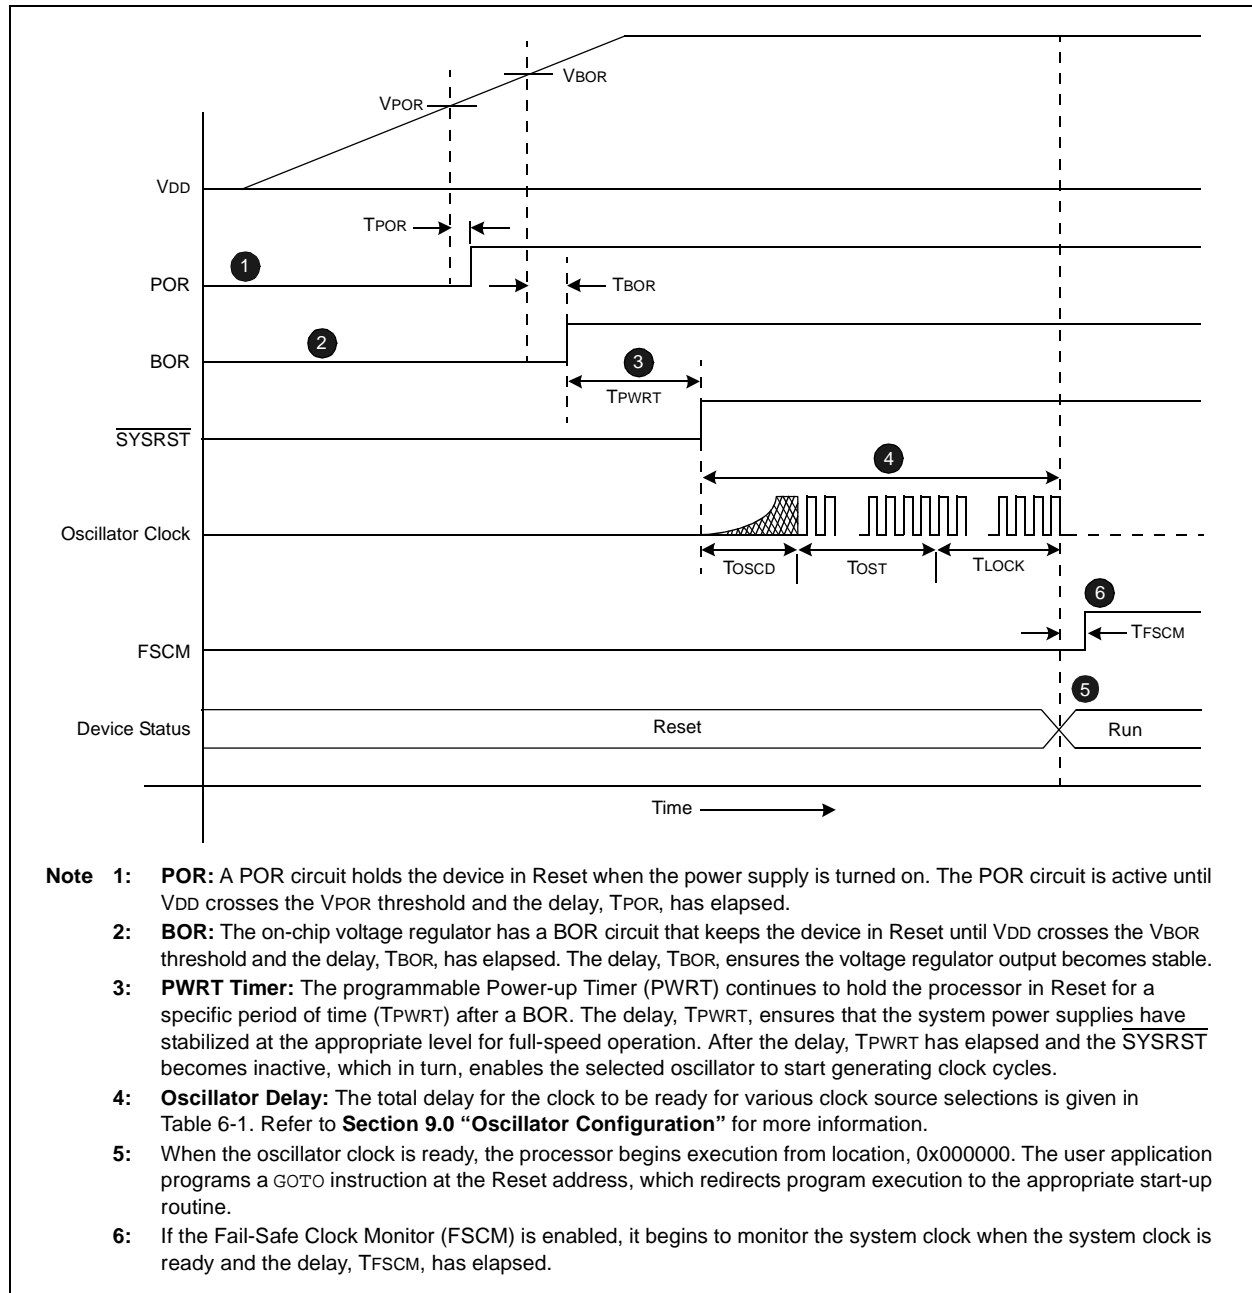 VBOR
VPOR
VDD
TPOR
1
POR
TBOR
2
BOR
3
TPWRT
SYSRST
4
Oscillator Clock
TOSCD
TOST
TLOCK
6
TFSCM
FSCM
5
Device Status
Reset
Run
Time
Note 1: POR: A POR circuit holds the device in Reset when the power supply is turned on. The POR circuit is active until
VDD crosses the VPOR threshold and the delay, TPOR, has elapsed.
2: BOR: The on-chip voltage regulator has a BOR circuit that keeps the device in Reset until VDD crosses the VBOR
threshold and the delay, TBOR, has elapsed. The delay, TBOR, ensures the voltage regulator output becomes stable.
3: PWRT Timer: The programmable Power-up Timer (PWRT) continues to hold the processor in Reset for a
specific period of time (TPWRT) after a BOR. The delay, TPWRT, ensures that the system power supplies have
stabilized at the appropriate level for full-speed operation. After the delay, TPWRT has elapsed and the SYSRST
becomes inactive, which in turn, enables the selected oscillator to start generating clock cycles.
4: Oscillator Delay: The total delay for the clock to be ready for various clock source selections is given in
Table 6-1. Refer to Section 9.0 “Oscillator Configuration” for more information.
5: When the oscillator clock is ready, the processor begins execution from location, 0x000000. The user application
programs a GOTO instruction at the Reset address, which redirects program execution to the appropriate start-up
routine.
6: If the Fail-Safe Clock Monitor (FSCM) is enabled, it begins to monitor the system clock when the system clock is
ready and the delay, TFSCM, has elapsed.